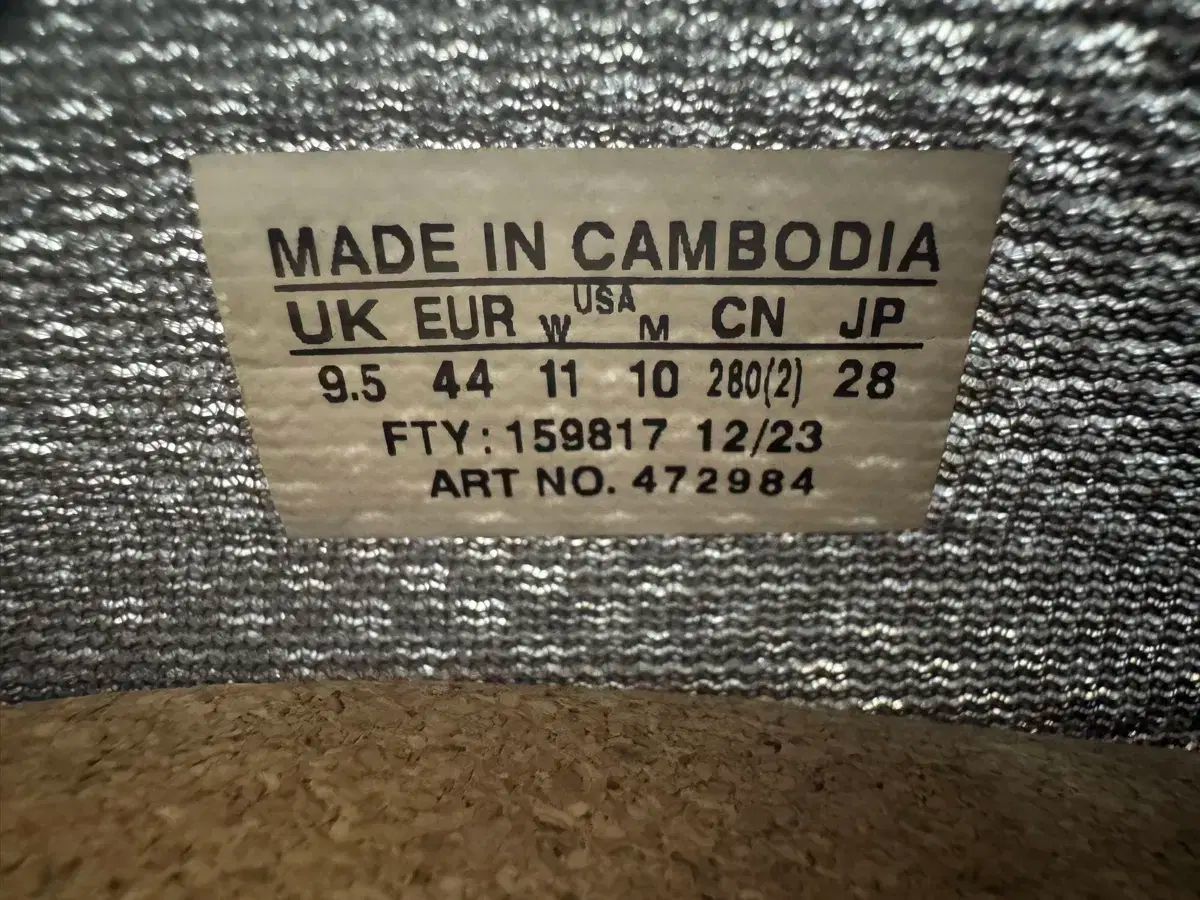 MADE IN CAMBODIA
UK EUR W USA M CN JP
9.5 44 11 10 280(2) 28
FTY: 159817 12/23
ART NO. 472984